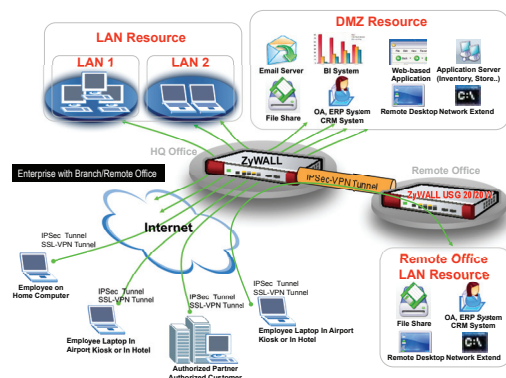 LAN Resource
LAN 1
LAN 2
DMZ Resource
Email Server
BI System
Web-based
Application
Application Server
(Inventory, Store..)
File Share
OA, ERP System
CRM System
Remote Desktop
Network Extend
HQ Office
ZyWALL
Enterprise with Branch/Remote Office
IPSec-VPN Tunnel
Remote Office
ZyWALL USG 20/20W
Internet
IPSec Tunnel
SSL-VPN Tunnel
Employee on
Home Computer
IPSec Tunnel
SSL-VPN Tunnel
Employee Laptop In
Airport Kiosk or In Hotel
IPSec Tunnel
SSL-VPN Tunnel
Authorized Partner
Authorized Customer
IPSec Tunnel
SSL-VPN Tunnel
Employee Laptop In Airport
Kiosk or In Hotel
Remote Office
LAN Resource
File Share
OA, ERP System
CRM System
Remote Desktop
Network Extend